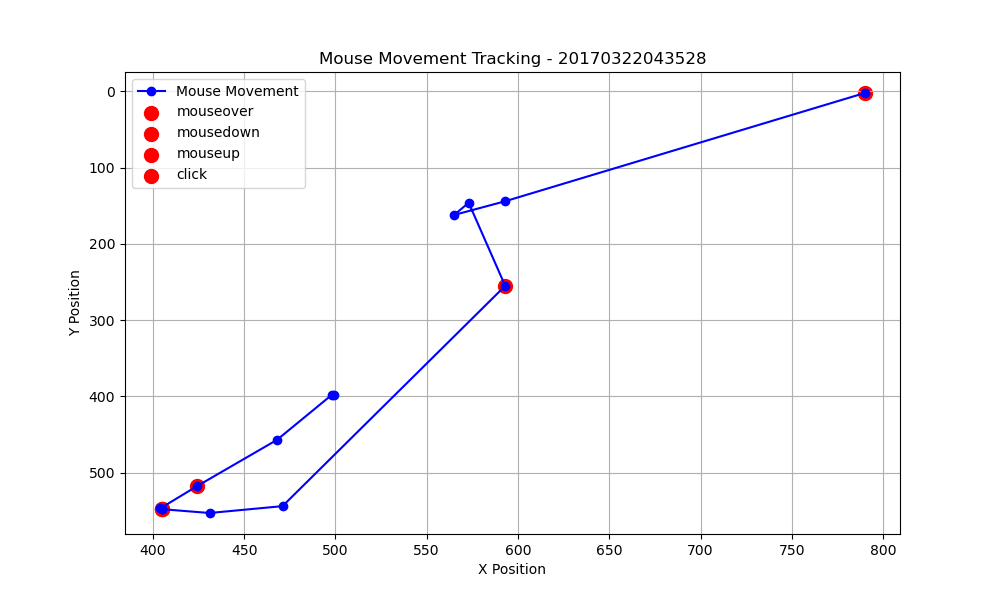 Mouse Movement Tracking - 20170322043528
Mouse Movement
mouseover
mousedown
mouseup
click
0
100
200
300
400
500
Y Position
400
450
500
550
600
650
700
750
800
X Position